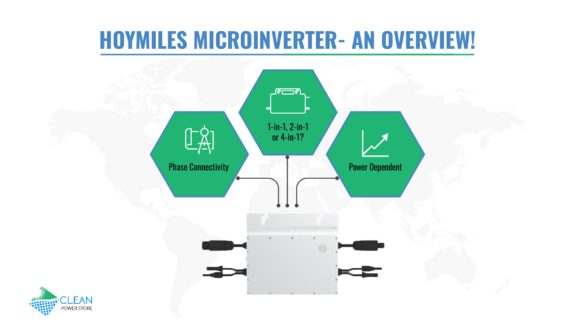 HOYMILES MICROINVERTER- AN OVERVIEW!
1-in-1, 2-in-1
or 4-in-1?
Phase Connectivity
Power Dependent
CLEAN
POWER STORE